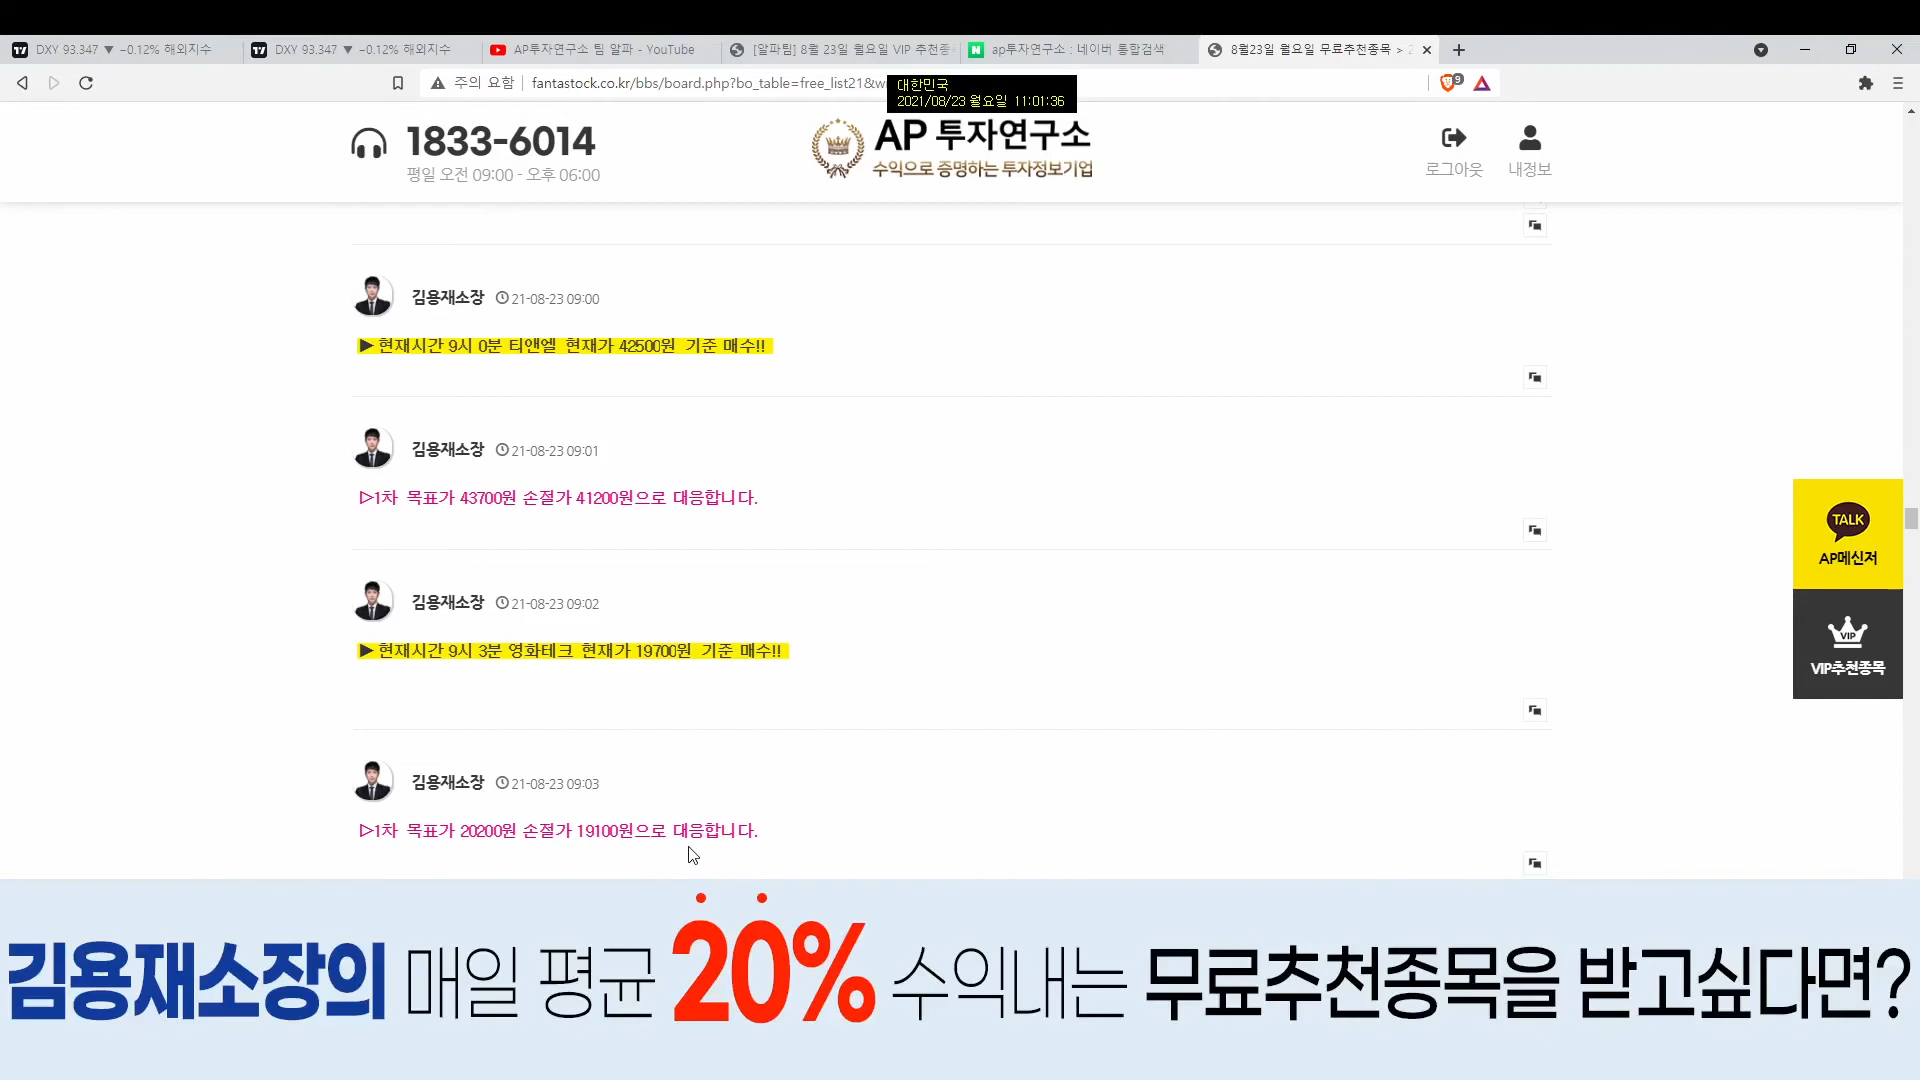 DXY 93.347 ▼ −0.12% 해외지수
DXY 93.347 ▼ −0.12% 해외지수
AP투자연구소 팀 알파 - YouTube
[알파팀] 8월 23일 월요일 VIP 추천종
ap투자연구소 : 네이버 통합검색
8월23일 월요일 무료추천종목 > 2
주의 요함
fantastock.co.kr/bbs/board.php?bo_table=free_list21&w
9
대한민국
2021/08/23 월요일 11:01:36
1833-6014
평일 오전 09:00 - 오후 06:00
AP 투자연구소
수익으로 증명하는 투자정보기업
로그아웃
내정보
김용재소장 21-08-23 09:00
▶ 현재시간 9시 0분 티앤엘 현재가 42500원 기준 매수!!
김용재소장 21-08-23 09:01
▷1차 목표가 43700원 손절가 41200원으로 대응합니다.
김용재소장 21-08-23 09:02
▶ 현재시간 9시 3분 영화테크 현재가 19700원 기준 매수!!
김용재소장 21-08-23 09:03
▷1차 목표가 20200원 손절가 19100원으로 대응합니다.
TALK
AP메신저
VIP
VIP추천종목
김용재소장의 매일 평균 20% 수익내는 무료추천종목을 받고싶다면?